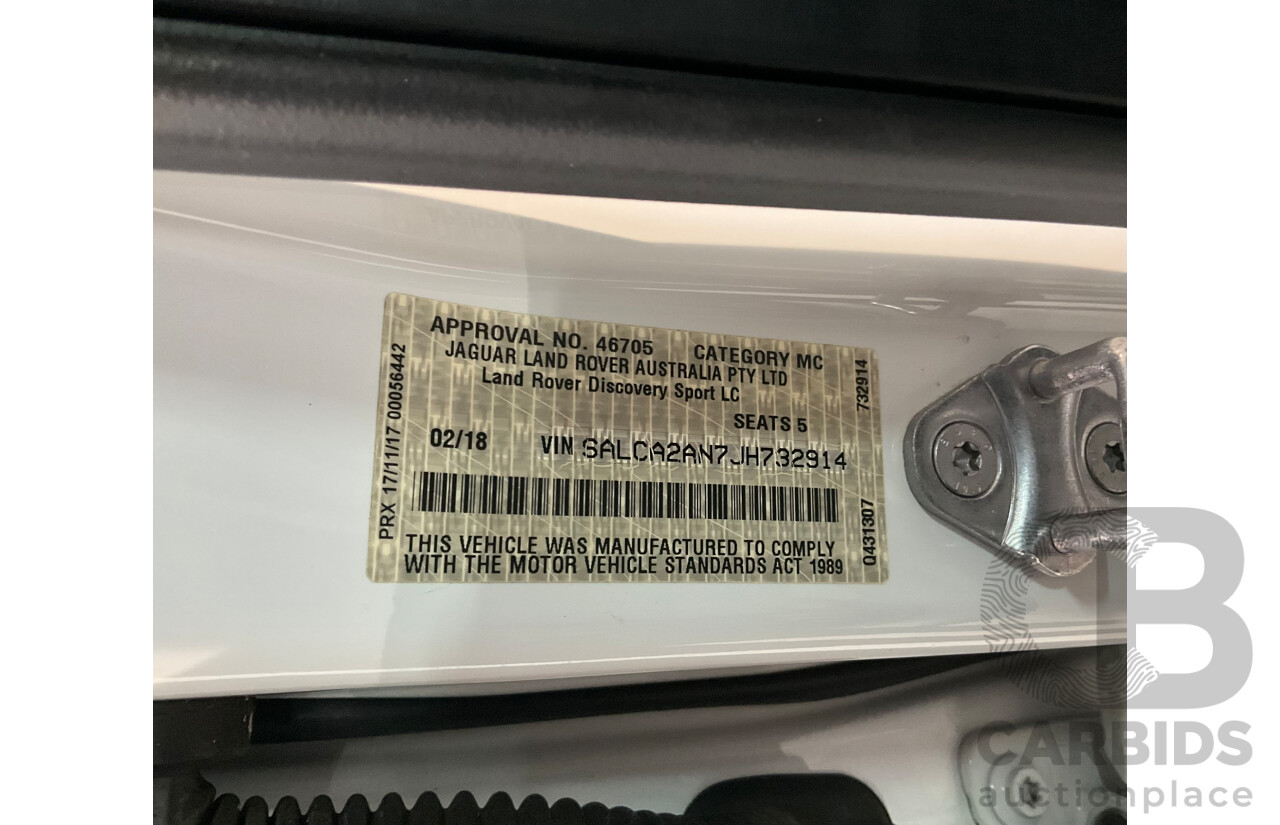 APPROVAL NO. 46705 CATEGORY MC
JAGUAR LAND ROVER AUSTRALIA PTY LTD
Land Rover Discovery Sport LC
SEATS 5
02/18 VIN SALCA2AN7JH732914
THIS VEHICLE WAS MANUFACTURED TO COMPLY
WITH THE MOTOR VEHICLE STANDARDS ACT 1989
PRX 17/11/17 00056442
732914
Q431307
B
CARBIDS
auctionplace